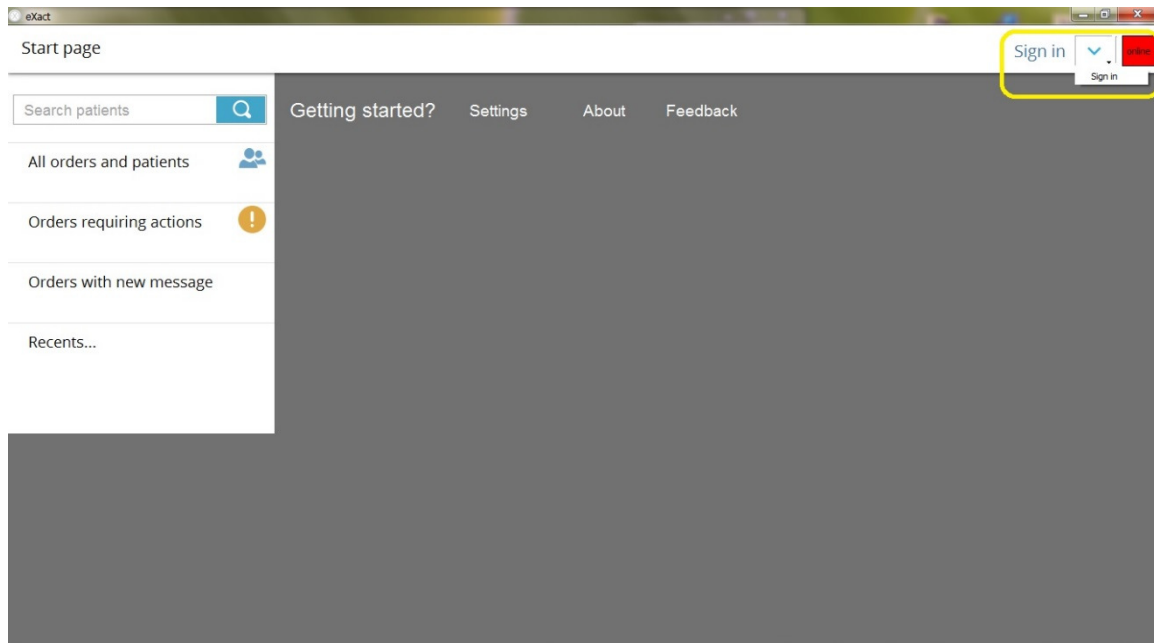 eXact
Start page
Sign in
online
Sign in
Search patients
Getting started? Settings About Feedback
All orders and patients
Orders requiring actions
Orders with new message
Recents...